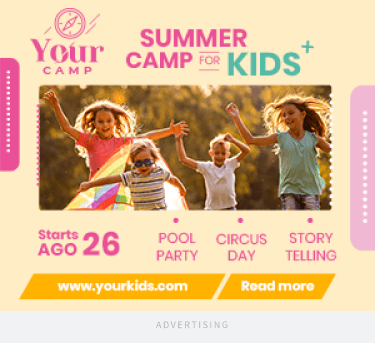 Your
CAMP
SUMMER
CAMP FOR KIDS+
Starts
AGO 26
POOL
PARTY
CIRCUS
DAY
STORY
TELLING
www.yourkids.com
Read more
ADVERTISING